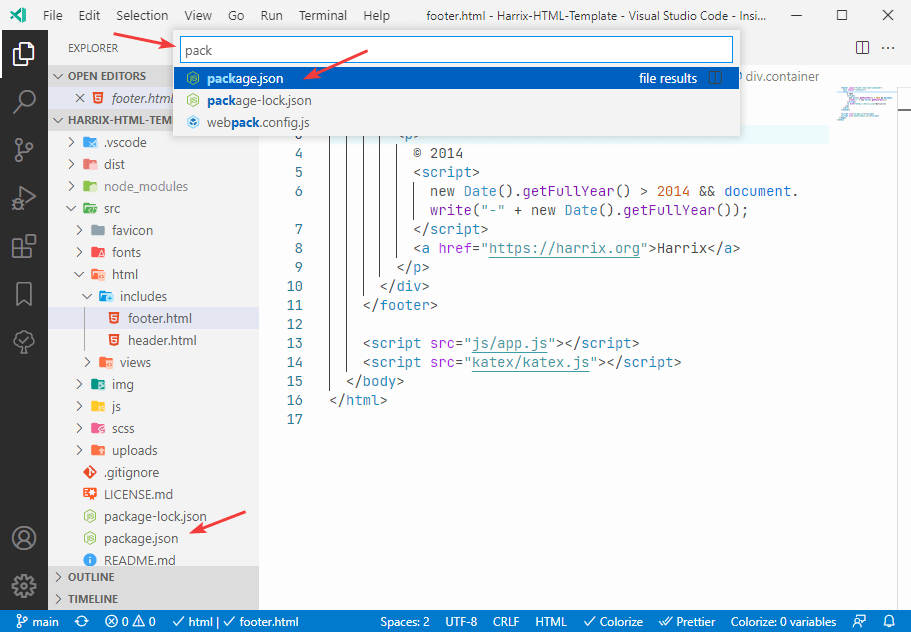 File Edit Selection View Go Run Terminal Help footer.html - Harrix-HTML-Template - Visual Studio Code - Insi...
EXPLORER
pack
package.json file results
package-lock.json
webpack.config.js
OPEN EDITORS
footer.html
HARRIX-HTML-TEM
.vscode
dist
node_modules
src
favicon
fonts
html
includes
footer.html
header.html
views
img
js
scss
uploads
.gitignore
LICENSE.md
package-lock.json
package.json
README.md
OUTLINE
TIMELINE
div.container
4 © 2014
5 <script>
6 new Date().getFullYear() > 2014 && document.
write("-" + new Date().getFullYear());
7 </script>
8 <a href="https://harrix.org">Harrix</a>
9 </p>
10 </div>
11 </footer>
12
13 <script src="js/app.js"></script>
14 <script src="katex/katex.js"></script>
15 </body>
16 </html>
17
main 0 0 html | footer.html Spaces: 2 UTF-8 CRLF HTML Colorize Prettier Colorize: 0 variables